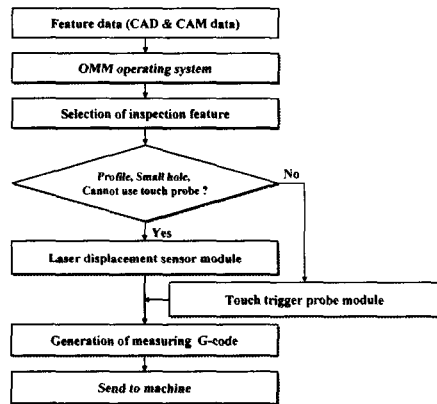 Feature data (CAD & CAM data)
OMM operating system
Selection of inspection feature
Profile, Small hole,
Cannot use touch probe ?
No
Yes
Laser displacement sensor module
Touch trigger probe module
Generation of measuring G-code
Send to machine